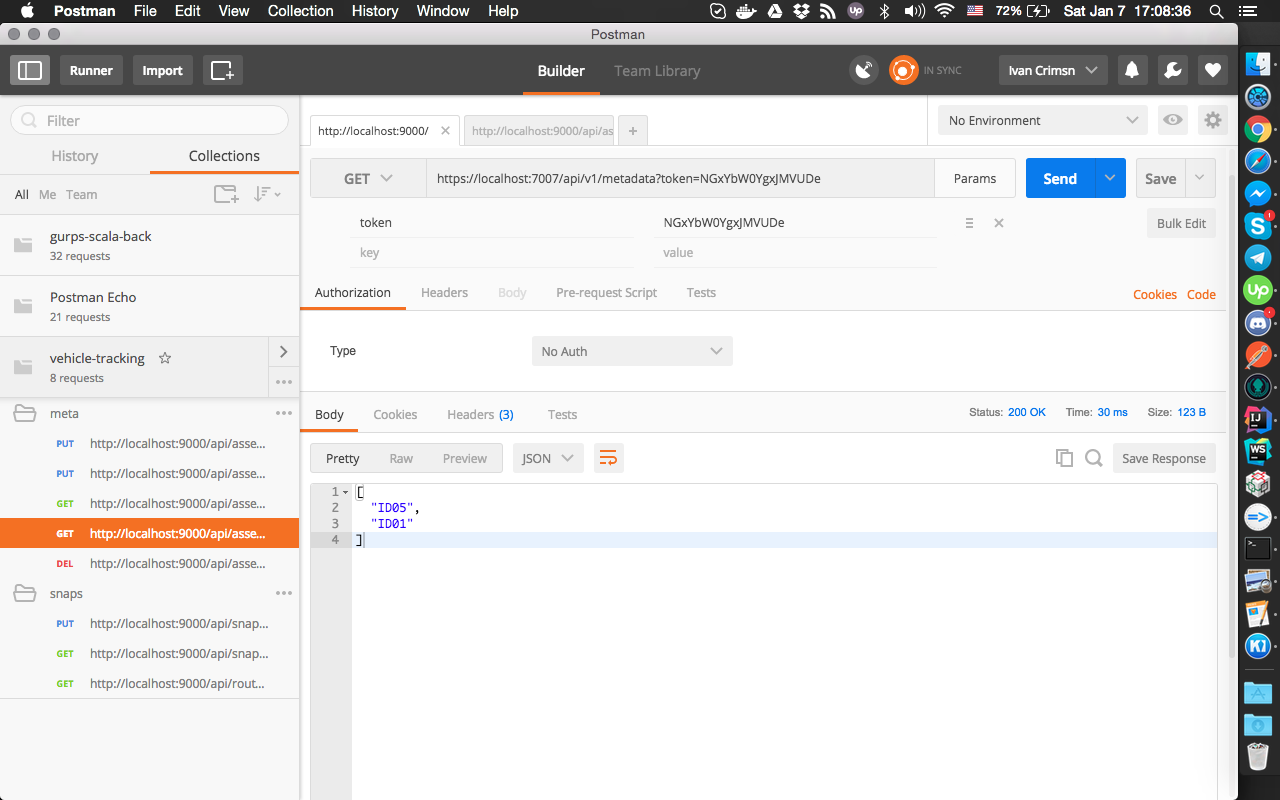 Postman File Edit View Collection History Window Help 72% Sat Jan 7 17:08:36
Postman
Runner Import Builder Team Library IN SYNC Ivan Crimsn
Filter
History Collections
All Me Team
gurps-scala-back
32 requests
Postman Echo
21 requests
vehicle-tracking
8 requests
meta
PUT http://localhost:9000/api/asse...
PUT http://localhost:9000/api/asse...
GET http://localhost:9000/api/asse...
GET http://localhost:9000/api/asse...
DEL http://localhost:9000/api/asse...
snaps
PUT http://localhost:9000/api/snap...
GET http://localhost:9000/api/snap...
GET http://localhost:9000/api/rout...
http://localhost:9000/ http://localhost:9000/api/as No Environment
GET https://localhost:7007/api/v1/metadata?token=NGxYbW0YgxJMVUDe Params Send Save
token NGxYbW0YgxJMVUDe Bulk Edit
key value
Authorization Headers Body Pre-request Script Tests Cookies Code
Type No Auth
Body Cookies Headers (3) Tests Status: 200 OK Time: 30 ms Size: 123 B
Pretty Raw Preview JSON Save Response
1 [
2 "ID05",
3 "ID01"
4 ]